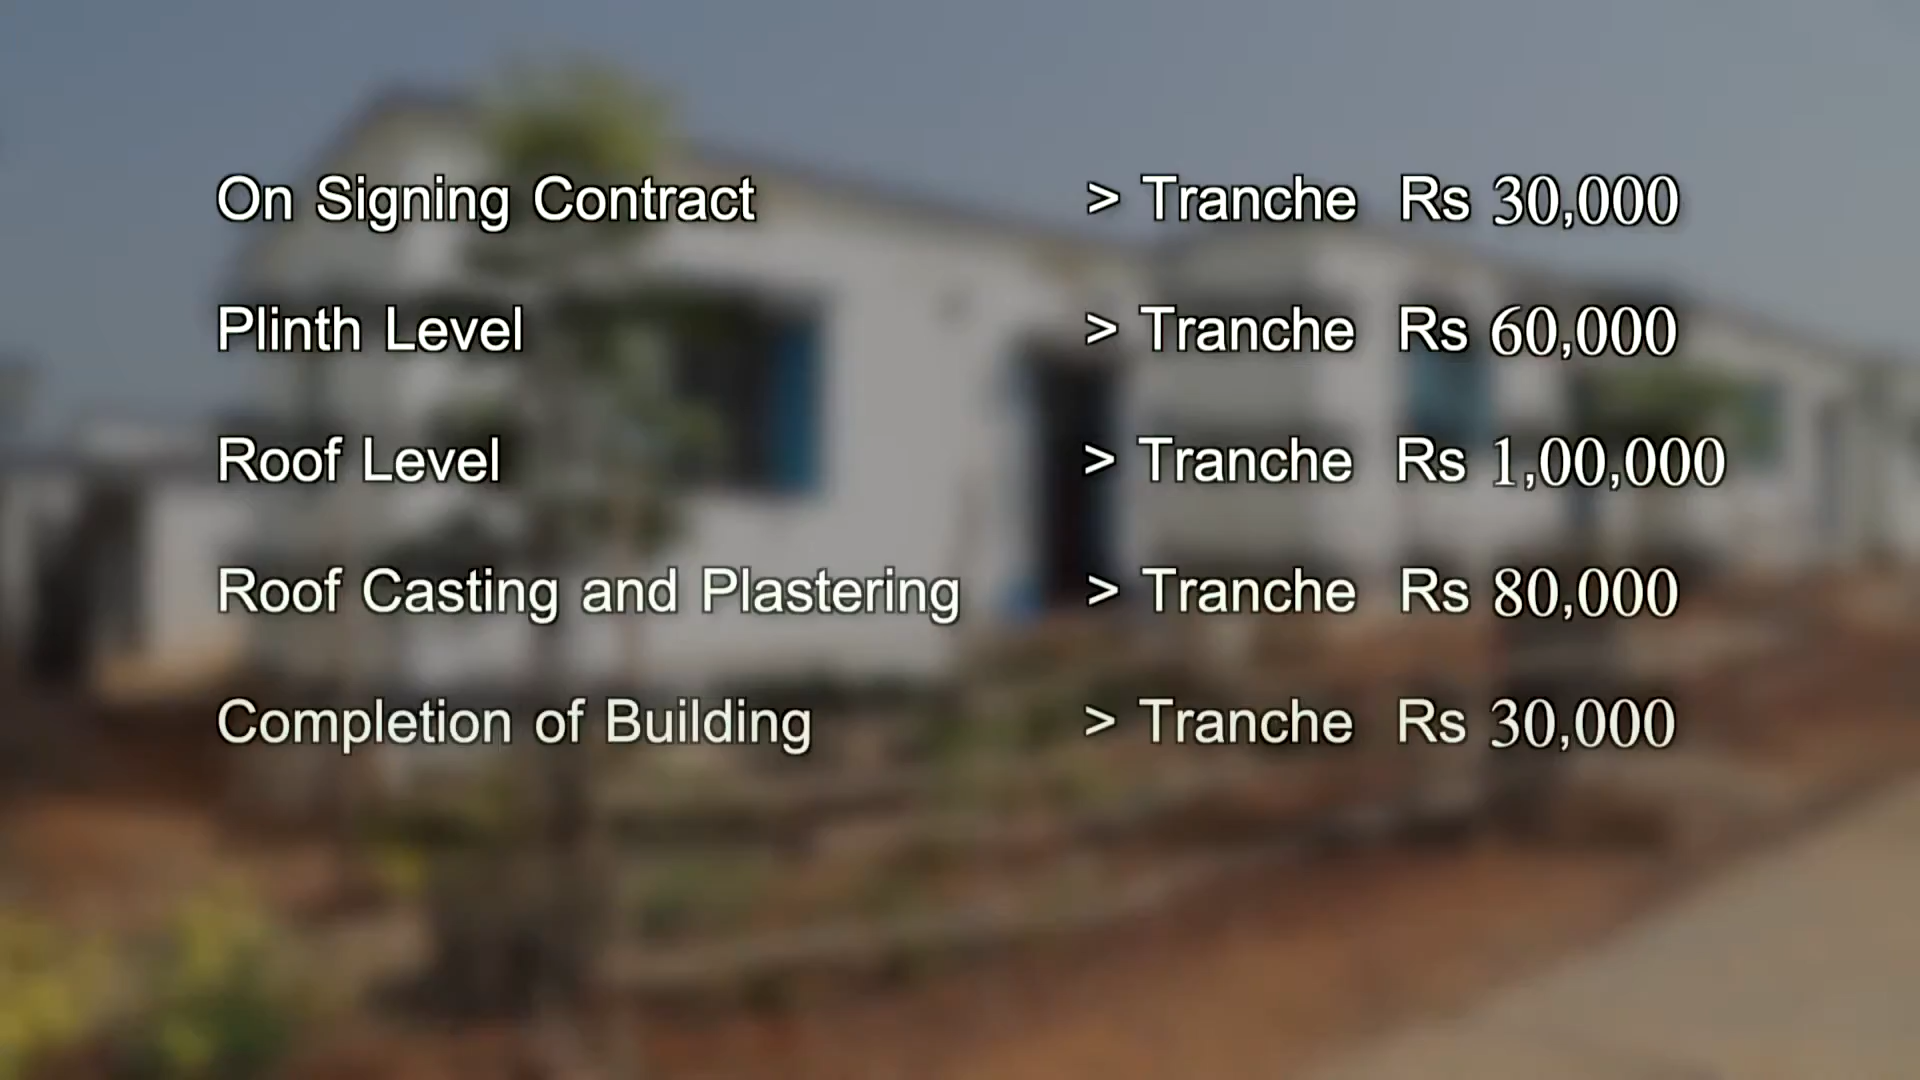 On Signing Contract > Tranche Rs 30,000
Plinth Level > Tranche Rs 60,000
Roof Level > Tranche Rs 1,00,000
Roof Casting and Plastering > Tranche Rs 80,000
Completion of Building > Tranche Rs 30,000